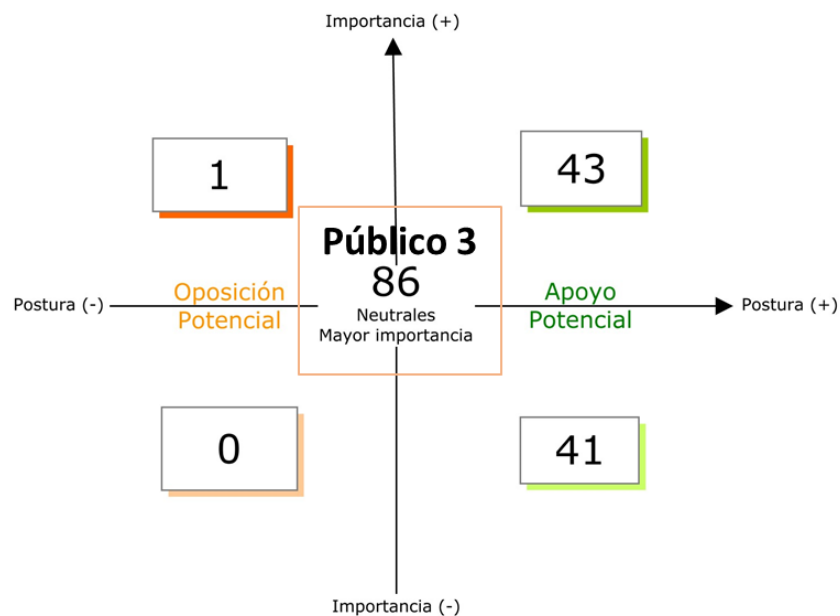 Importancia (+)
1
43
Público 3
86
Neutrales
Mayor importancia
Postura (-)
Oposición
Potencial
Apoyo
Potencial
Postura (+)
0
41
Importancia (-)